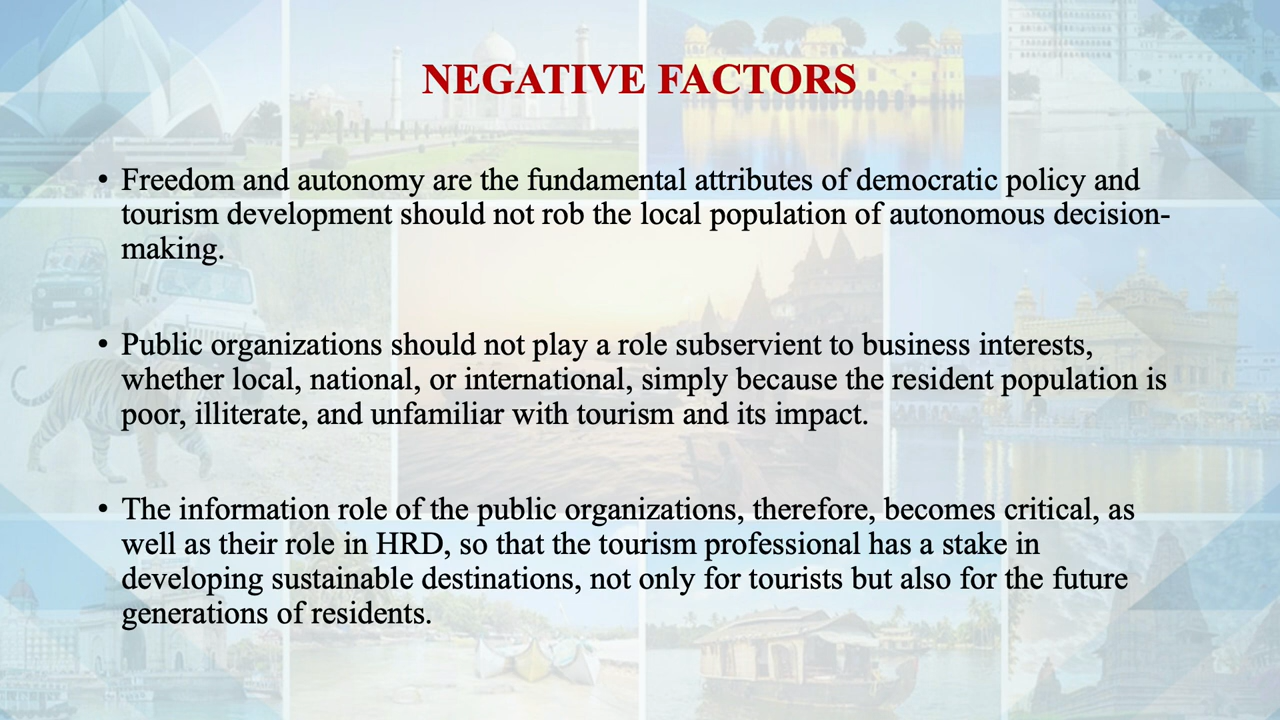 NEGATIVE FACTORS
• Freedom and autonomy are the fundamental attributes of democratic policy and
tourism development should not rob the local population of autonomous decision-
making.
• Public organizations should not play a role subservient to business interests,
whether local, national, or international, simply because the resident population is
poor, illiterate, and unfamiliar with tourism and its impact.
• The information role of the public organizations, therefore, becomes critical, as
well as their role in HRD, so that the tourism professional has a stake in
developing sustainable destinations, not only for tourists but also for the future
generations of residents.